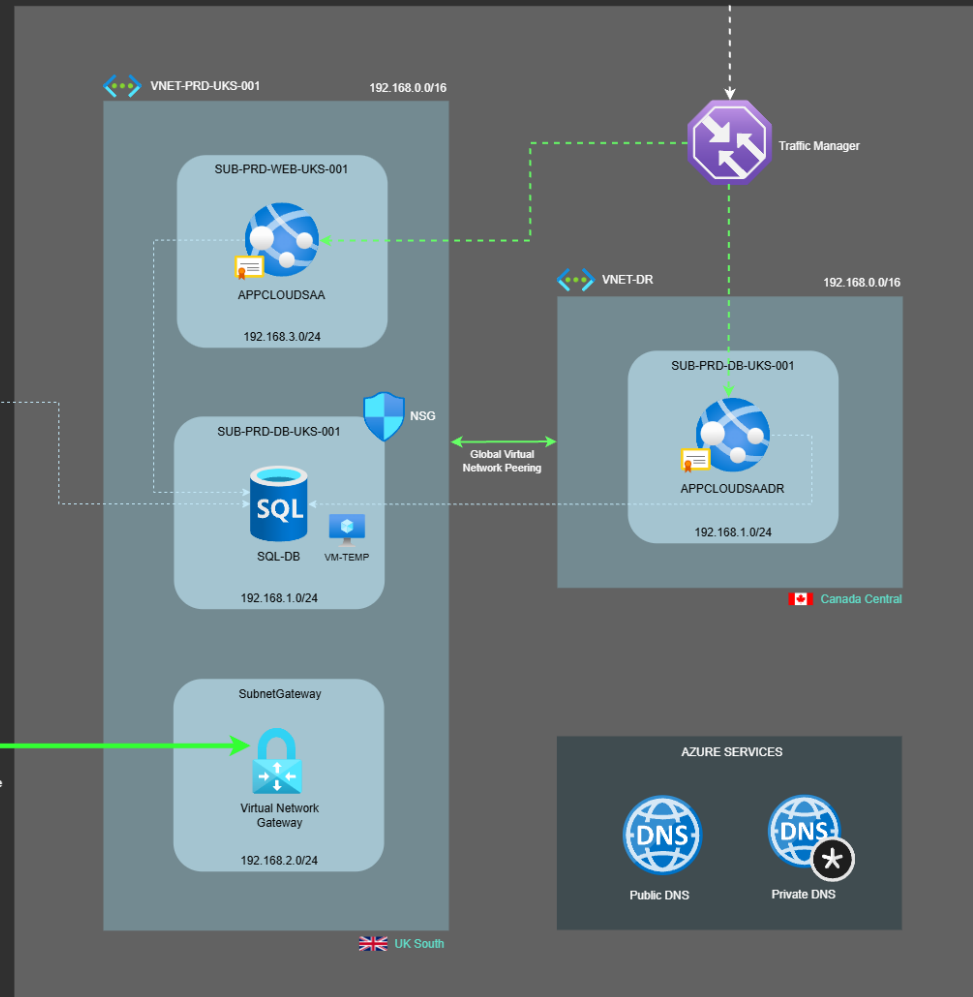 VNET-PRD-UKS-001
192.168.0.0/16
SUB-PRD-WEB-UKS-001
APPCLOUDSAA
192.168.3.0/24
Traffic Manager
VNET-DR
192.168.0.0/16
SUB-PRD-DB-UKS-001
APPCLOUDSAADR
192.168.1.0/24
Canada Central
NSG
SUB-PRD-DB-UKS-001
SQL
SQL-DB
VM-TEMP
192.168.1.0/24
Global Virtual
Network Peering
SubnetGateway
Virtual Network
Gateway
192.168.2.0/24
UK South
AZURE SERVICES
DNS
Public DNS
DNS
Private DNS